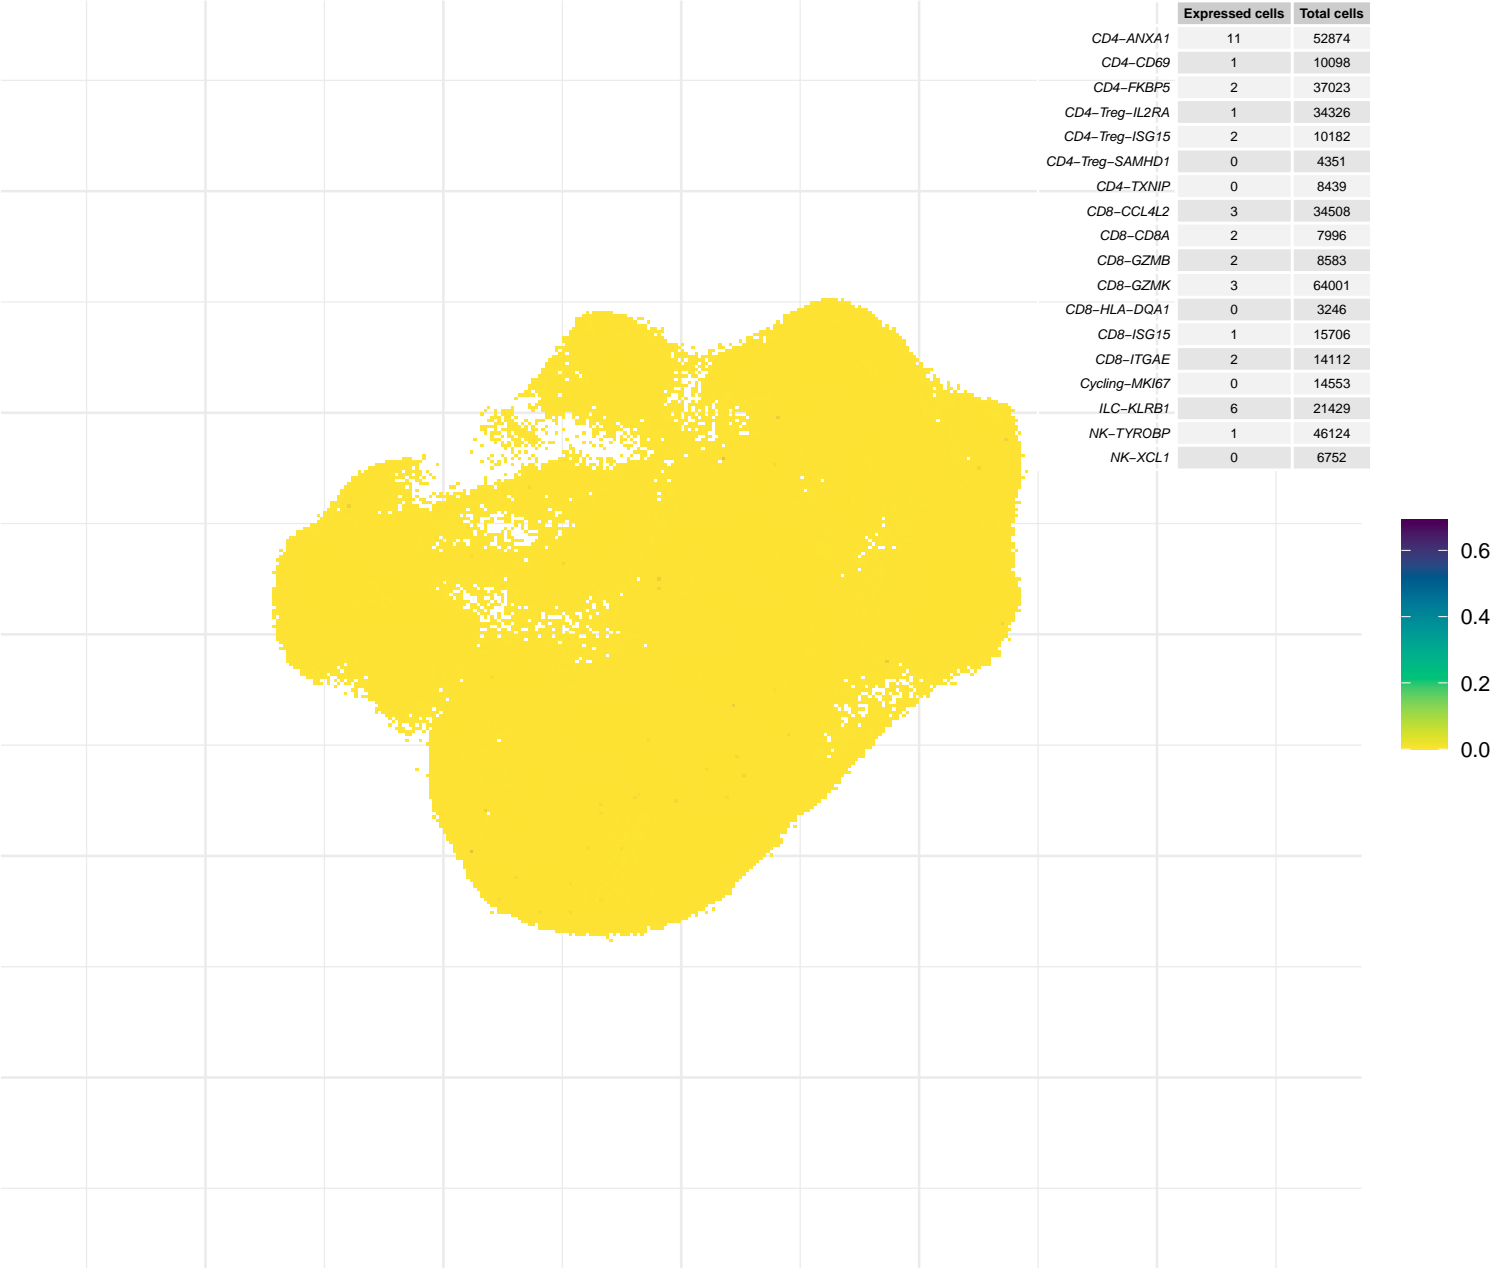 Expressed cells Total cells
CD4−ANXA1 11 52874
CD4−CD69 1 10098
CD4−FKBP5 2 37023
CD4−Treg−IL2RA 1 34326
CD4−Treg−ISG15 2 10182
CD4−Treg−SAMHD1 0 4351
CD4−TXNIP 0 8439
CD8−CCL4L2 3 34508
CD8−CD8A 2 7996
CD8−GZMB 2 8583
CD8−GZMK 3 64001
CD8−HLA−DQA1 0 3246
CD8−ISG15 1 15706
CD8−ITGAE 2 14112
Cycling−MKI67 0 14553
ILC−KLRB1 6 21429
NK−TYROBP 1 46124
NK−XCL1 0 6752
0.6
0.4
0.2
0.0